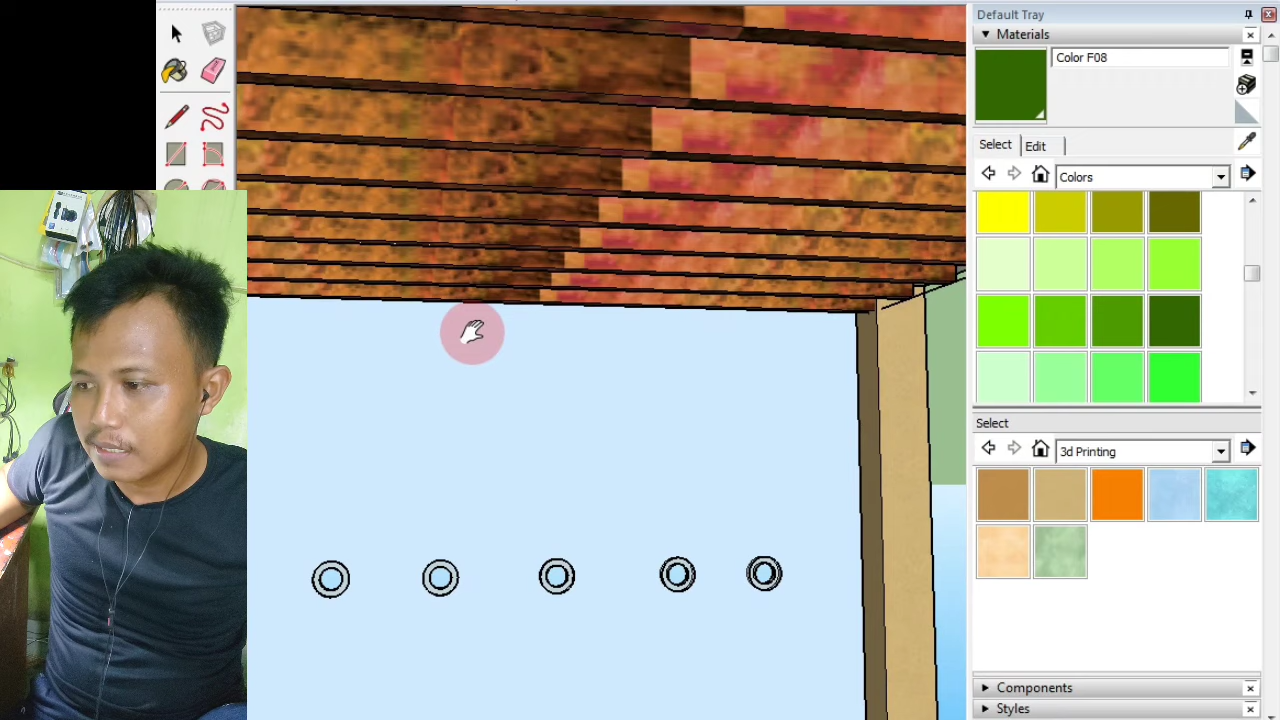 Default Tray
Materials
Color F08
Select
Edit
Colors
Select
3d Printing
Components
Styles